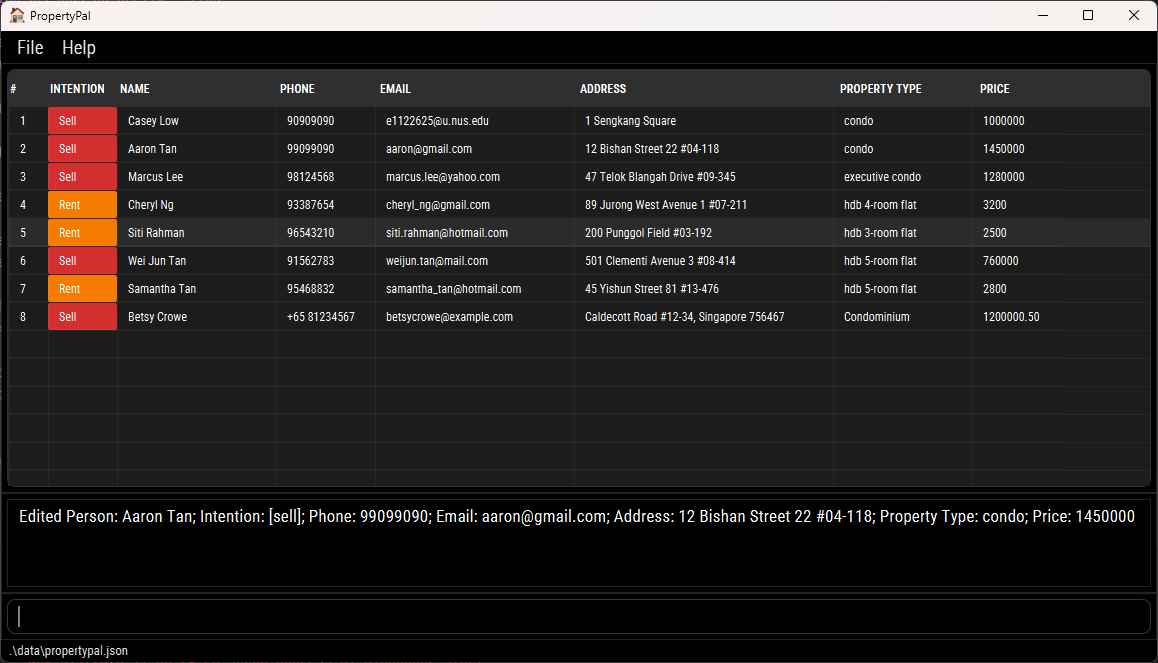 PropertyPal
File Help
# INTENTION NAME PHONE EMAIL ADDRESS PROPERTY TYPE PRICE
1 Sell Casey Low 90909090 e1122625@u.nus.edu 1 Sengkang Square condo 1000000
2 Sell Aaron Tan 99099090 aaron@gmail.com 12 Bishan Street 22 #04-118 condo 1450000
3 Sell Marcus Lee 98124568 marcus.lee@yahoo.com 47 Telok Blangah Drive #09-345 executive condo 1280000
4 Rent Cheryl Ng 93387654 cheryl_ng@gmail.com 89 Jurong West Avenue 1 #07-211 hdb 4-room flat 3200
5 Rent Siti Rahman 96543210 siti.rahman@hotmail.com 200 Punggol Field #03-192 hdb 3-room flat 2500
6 Sell Wei Jun Tan 91562783 weijun.tan@mail.com 501 Clementi Avenue 3 #08-414 hdb 5-room flat 760000
7 Rent Samantha Tan 95468832 samantha_tan@hotmail.com 45 Yishun Street 81 #13-476 hdb 5-room flat 2800
8 Sell Betsy Crowe +65 81234567 betsycrowe@example.com Caldecott Road #12-34, Singapore 756467 Condominium 1200000.50
Edited Person: Aaron Tan; Intention: [sell]; Phone: 99099090; Email: aaron@gmail.com; Address: 12 Bishan Street 22 #04-118; Property Type: condo; Price: 1450000
.\data\propertypal.json